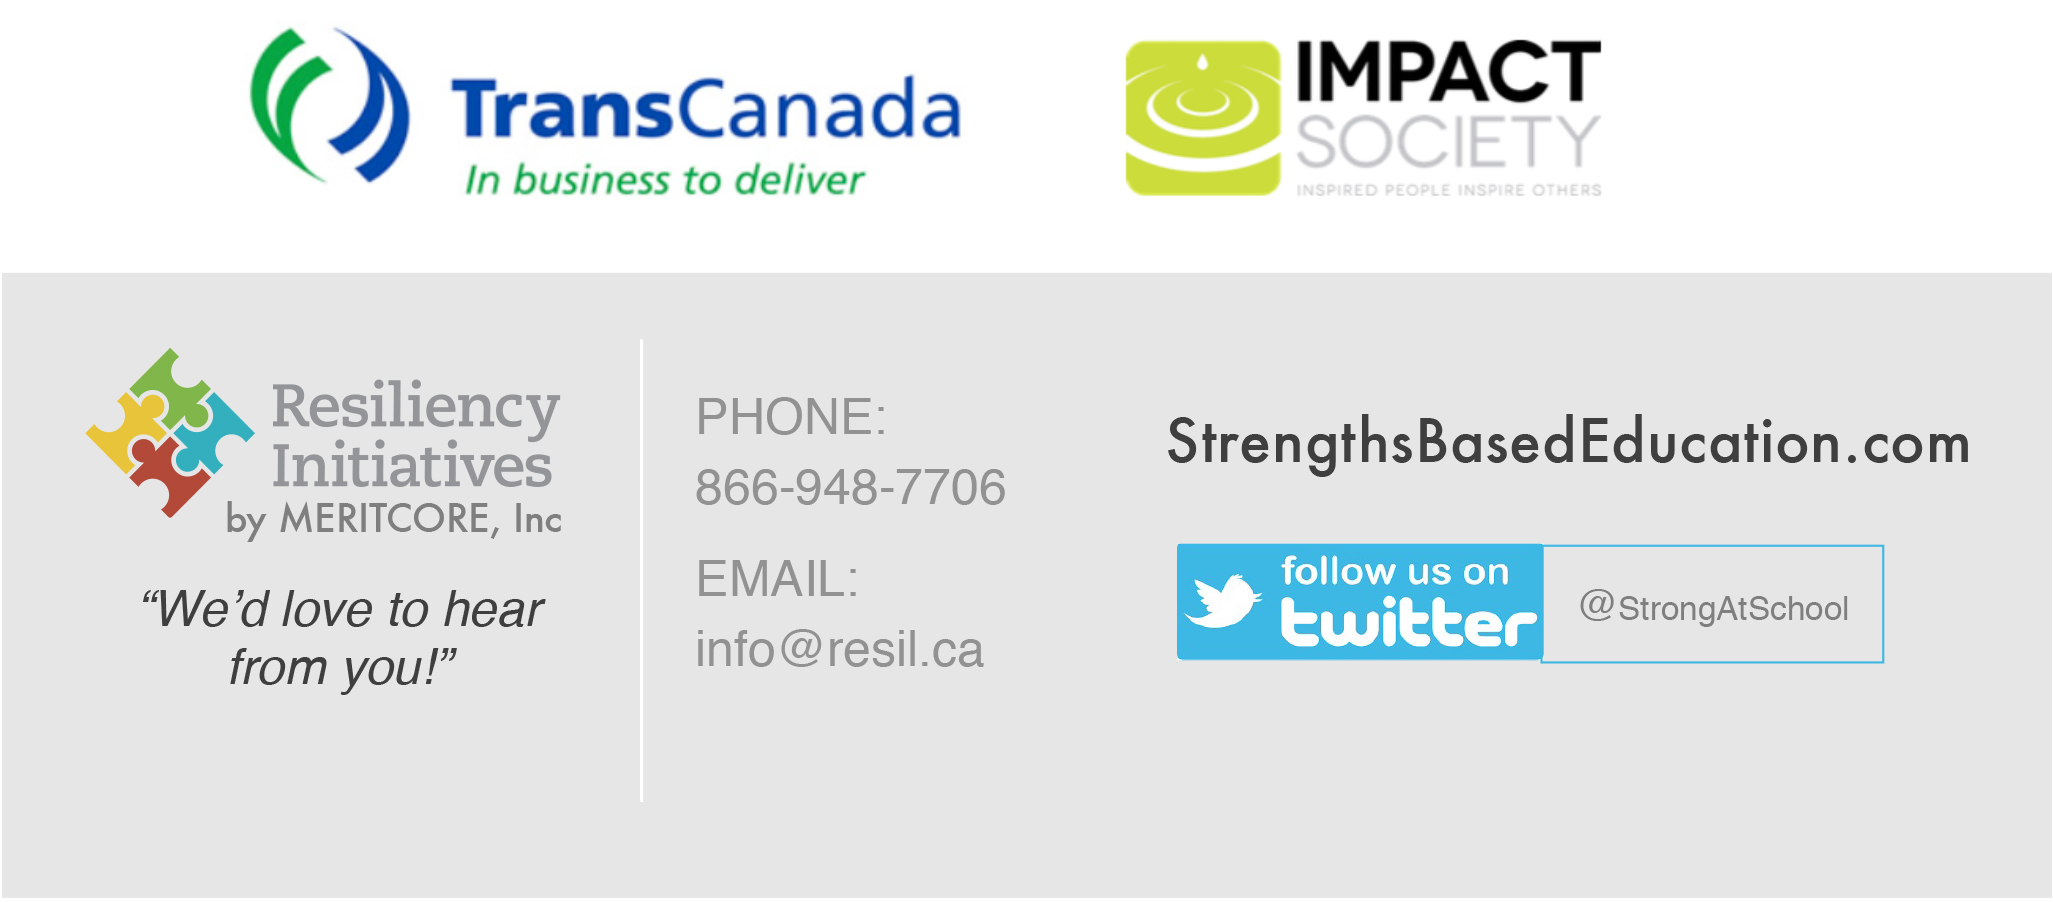 TransCanada
In business to deliver
IMPACT
SOCIETY
INSPIRED PEOPLE INSPIRE OTHERS
Resiliency
Initiatives
by MERITCORE, Inc
“We’d love to hear
from you!”
PHONE:
866-948-7706
EMAIL:
info@resil.ca
StrengthsBasedEducation.com
follow us on
twitter
@StrongAtSchool